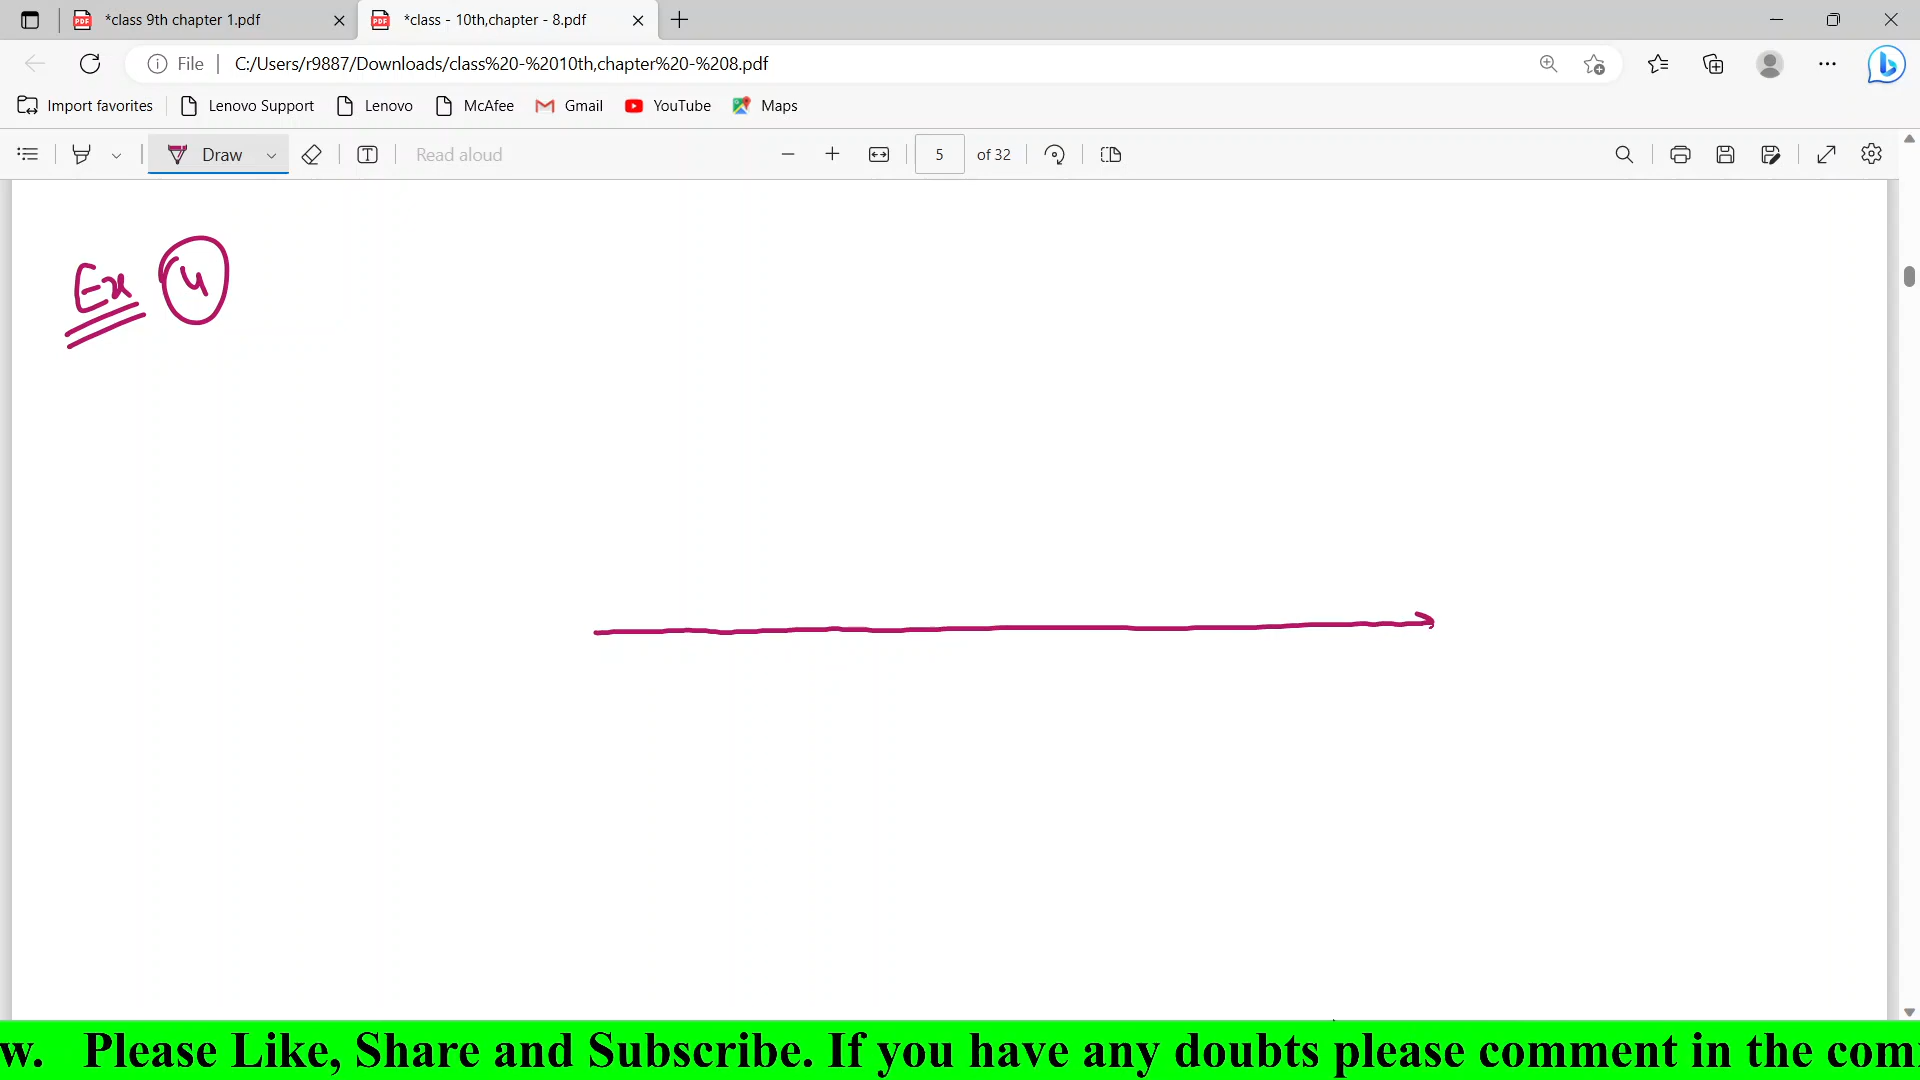 *class 9th chapter 1.pdf
*class - 10th,chapter - 8.pdf
File
C:/Users/r9887/Downloads/class%20-%2010th,chapter%20-%208.pdf
Import favorites
Lenovo Support
Lenovo
McAfee
Gmail
YouTube
Maps
Draw
Read aloud
5
of 32
Ex 4
w. Please Like, Share and Subscribe. If you have any doubts please comment in the com